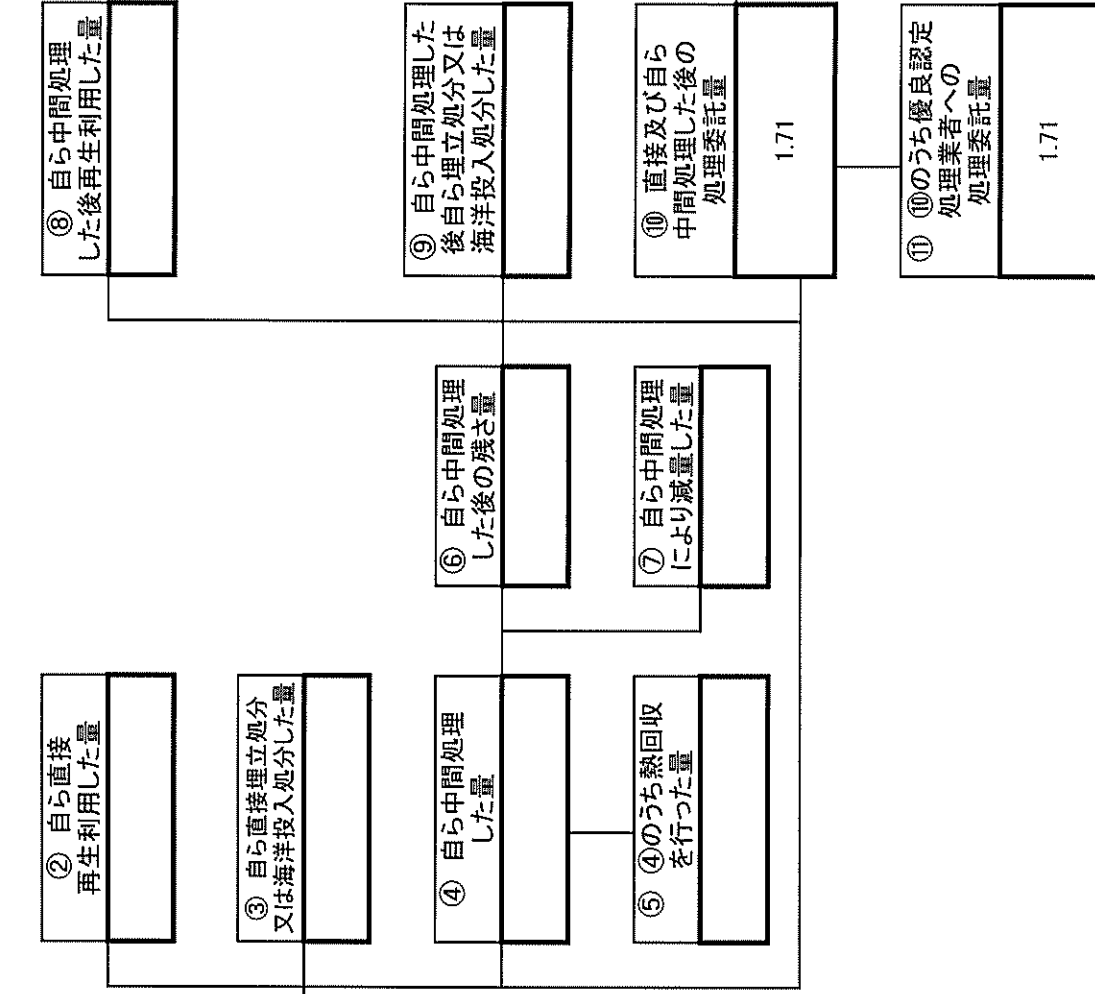 ② 自ら直接
再生利用した量
③ 自ら直接埋立処分
又は海洋投入処分した量
④ 自ら中間処理
した量
⑤ ④のうち熱回収
を行った量
⑥ 自ら中間処理
した後の残さ量
⑦ 自ら中間処理
により減量した量
⑧ 自ら中間処理
した後再生利用した量
⑨ 自ら中間処理した
後自ら埋立処分又は
海洋投入処分した量
⑩ 直接及び自ら
中間処理した後の
処理委託量
1.71
⑪ ⑩のうち優良認定
処理業者への
処理委託量
1.71